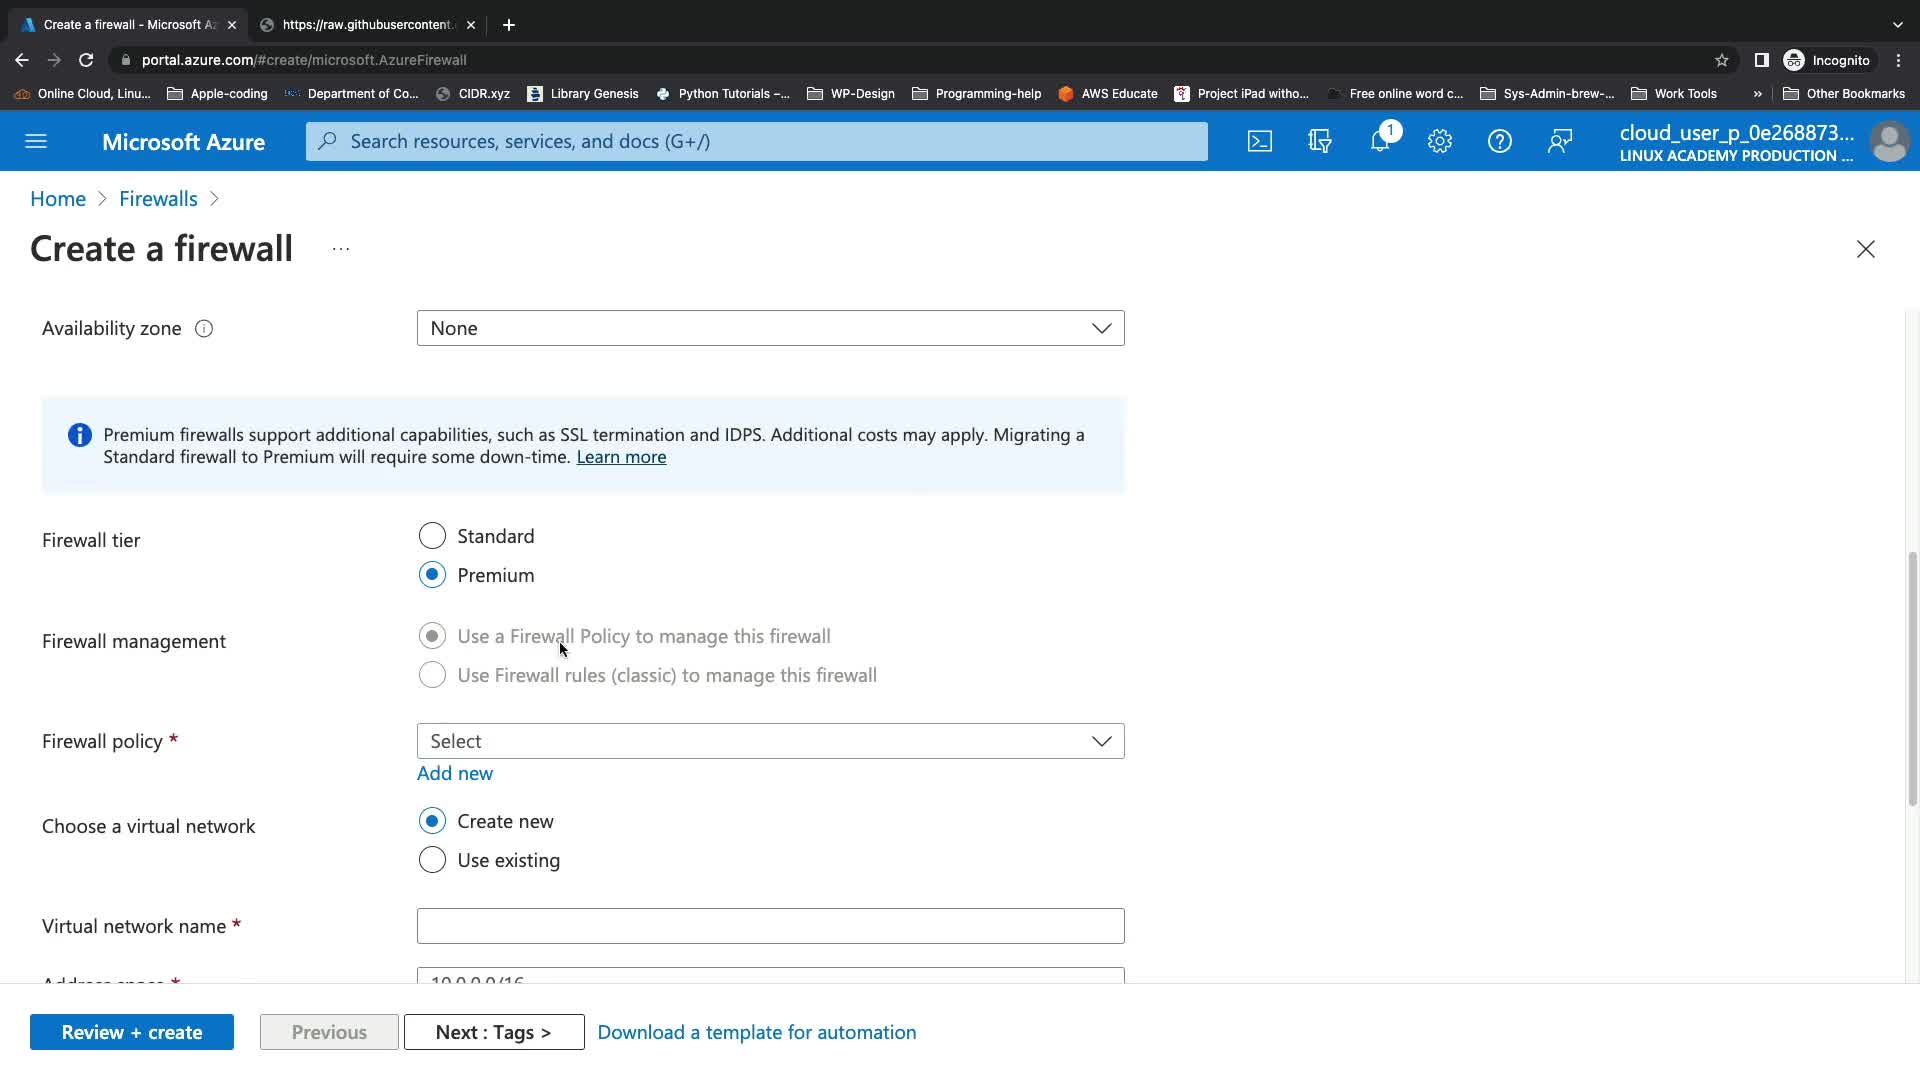 Create a firewall - Microsoft Az
https://raw.githubusercontent.
portal.azure.com/#create/microsoft.AzureFirewall
Incognito
Online Cloud, Linu...
Apple-coding
Department of Co...
CIDR.xyz
Library Genesis
Python Tutorials –...
WP-Design
Programming-help
AWS Educate
Project iPad witho...
Free online word c...
Sys-Admin-brew-...
Work Tools
»
Other Bookmarks
Microsoft Azure
Search resources, services, and docs (G+/)
1
cloud_user_p_0e268873...
LINUX ACADEMY PRODUCTION ...
Home > Firewalls >
Create a firewall ...
Availability zone
None
Premium firewalls support additional capabilities, such as SSL termination and IDPS. Additional costs may apply. Migrating a
Standard firewall to Premium will require some down-time. Learn more
Firewall tier
Standard
Premium
Firewall management
Use a Firewall Policy to manage this firewall
Use Firewall rules (classic) to manage this firewall
Firewall policy *
Select
Add new
Choose a virtual network
Create new
Use existing
Virtual network name *
Address space *
10.0.0.0/16
Review + create
Previous
Next : Tags >
Download a template for automation